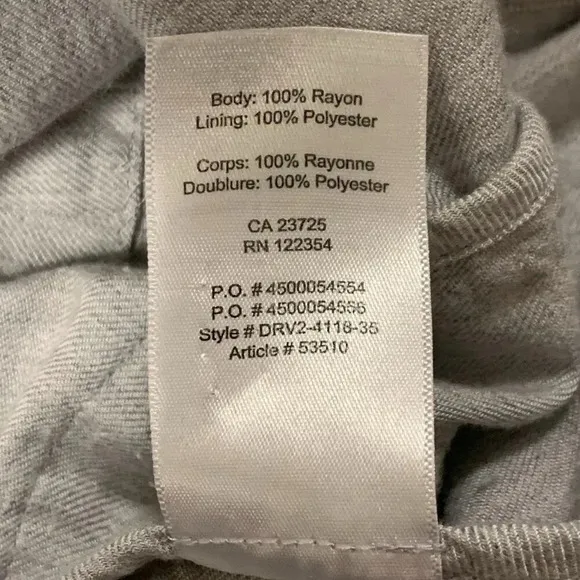 Body: 100% Rayon
Lining: 100% Polyester
Corps: 100% Rayonne
Doublure: 100% Polyester
CA 23725
RN 122354
P.O. # 4500054554
P.O. # 4500054556
Style # DRV2-4118-35
Article # 53510